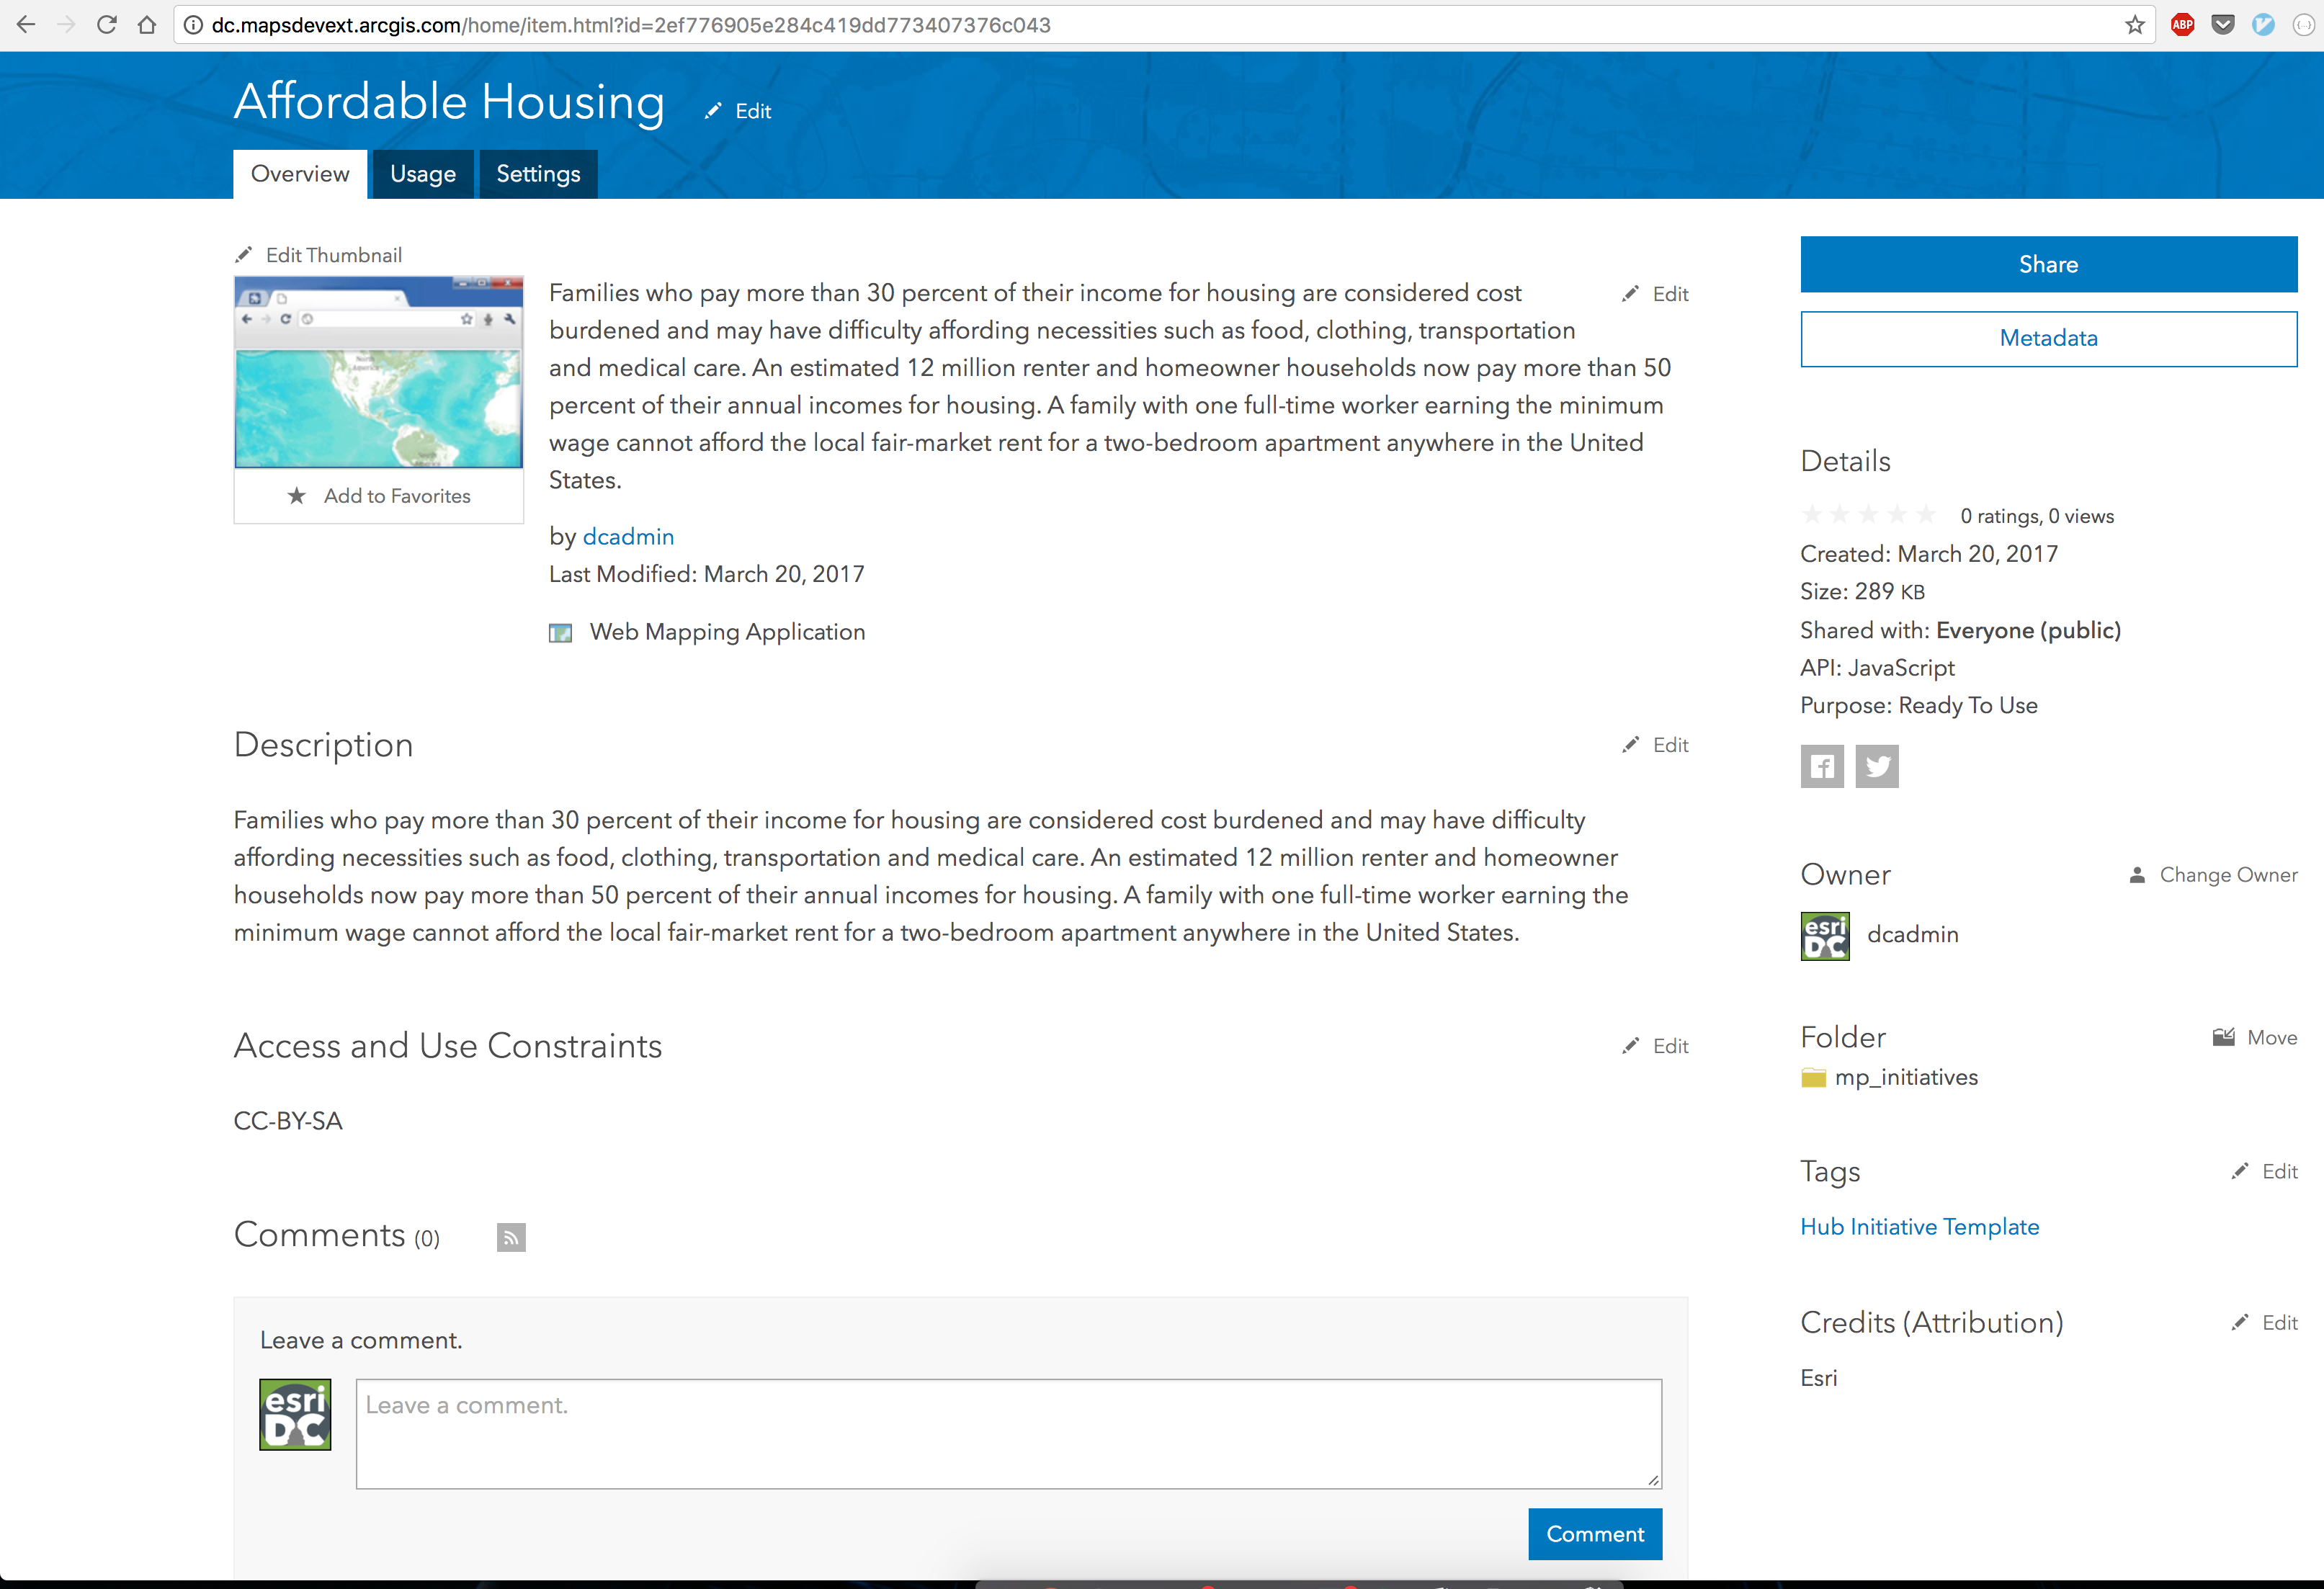 dc.mapsdevext.arcgis.com/home/item.html?id=2ef776905e284c419dd773407376c043
ABP
Affordable Housing
Edit
Overview
Usage
Settings
Edit Thumbnail
North
America
South
Add to Favorites
Families who pay more than 30 percent of their income for housing are considered cost
burdened and may have difficulty affording necessities such as food, clothing, transportation
and medical care. An estimated 12 million renter and homeowner households now pay more than 50
percent of their annual incomes for housing. A family with one full-time worker earning the minimum
wage cannot afford the local fair-market rent for a two-bedroom apartment anywhere in the United
States.
Edit
by dcadmin
Last Modified: March 20, 2017
Web Mapping Application
Description
Edit
Families who pay more than 30 percent of their income for housing are considered cost burdened and may have difficulty
affording necessities such as food, clothing, transportation and medical care. An estimated 12 million renter and homeowner
households now pay more than 50 percent of their annual incomes for housing. A family with one full-time worker earning the
minimum wage cannot afford the local fair-market rent for a two-bedroom apartment anywhere in the United States.
Access and Use Constraints
Edit
CC-BY-SA
Comments (0)
Leave a comment.
esri
DC
Leave a comment.
Comment
Share
Metadata
Details
0 ratings, 0 views
Created: March 20, 2017
Size: 289 KB
Shared with: Everyone (public)
API: JavaScript
Purpose: Ready To Use
Owner
Change Owner
esri
DC
dcadmin
Folder
Move
mp_initiatives
Tags
Edit
Hub Initiative Template
Credits (Attribution)
Edit
Esri